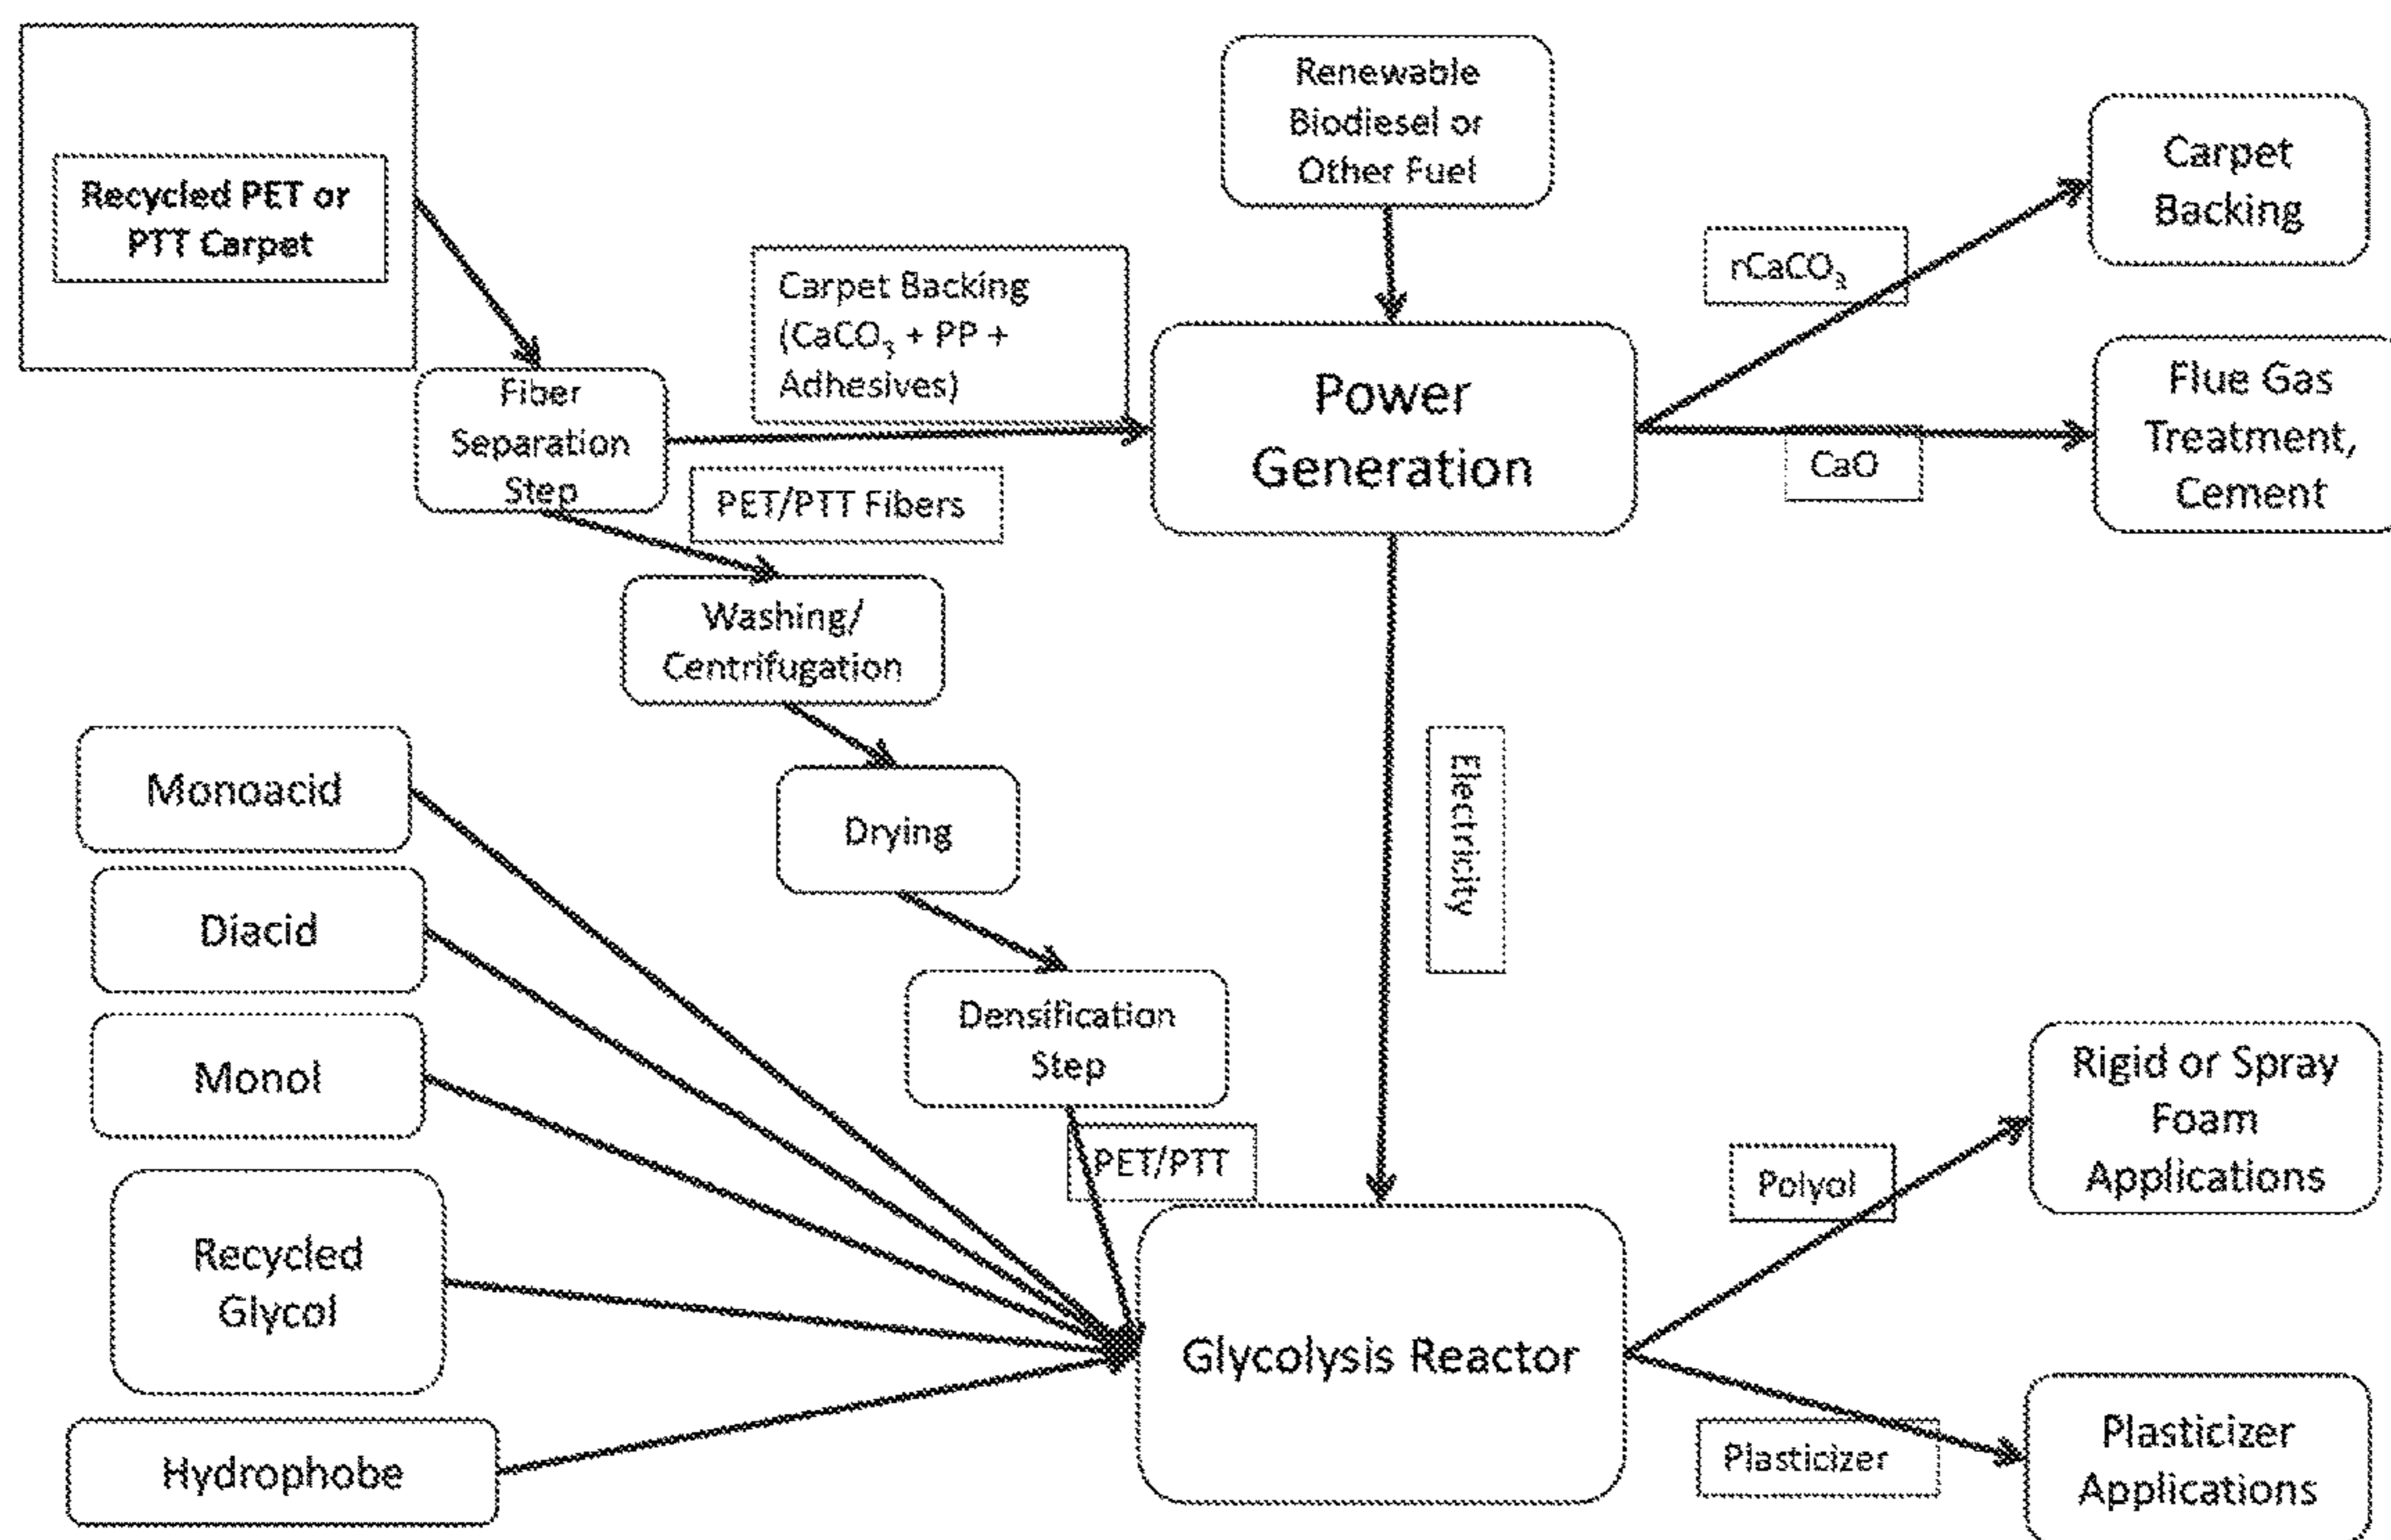 Recycled PET or
PTT Carpet
Renewable
Biodiesel or
Other Fuel
Carpet
Backing
rCaCO₃
Carpet Backing
(CaCO₃ + PP +
Adhesives)
Fiber
Separation
Step
Power
Generation
Flue Gas
Treatment,
Cement
CaO
PET/PTT Fibers
Washing/
Centrifugation
Electricity
Monoacid
Drying
Diacid
Densification
Step
Monol
PET/PTT
Rigid or Spray
Foam
Applications
Polyol
Recycled
Glycol
Glycolysis Reactor
Plasticizer
Plasticizer
Applications
Hydrophobe